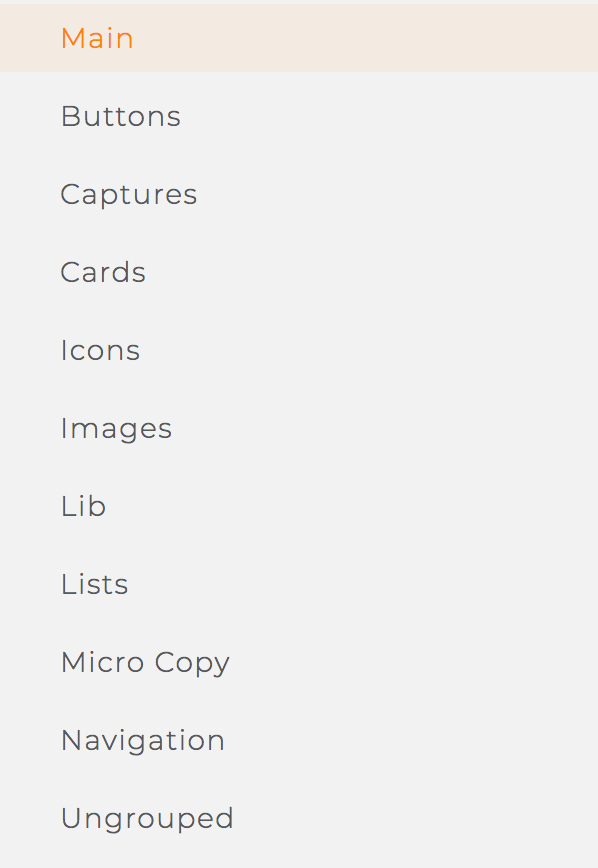 Main
Buttons
Captures
Cards
Icons
Images
Lib
Lists
Micro Copy
Navigation
Ungrouped